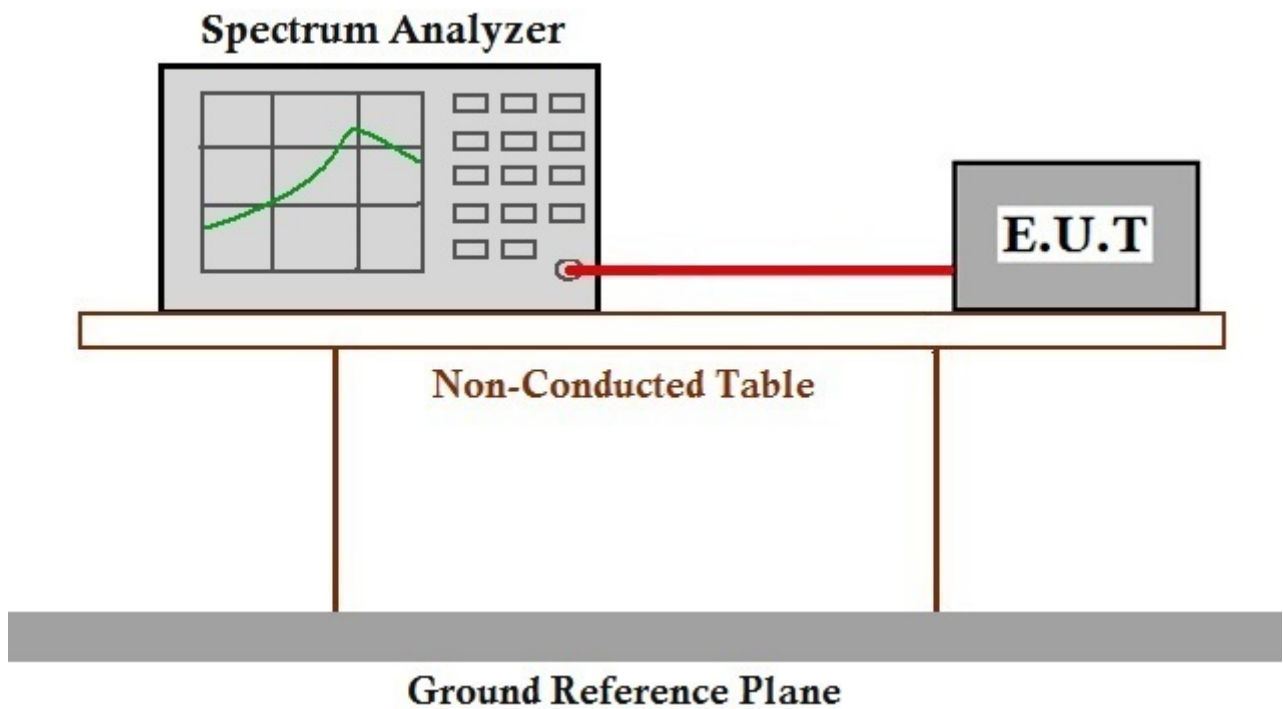 Spectrum Analyzer
E.U.T
Non-Conducted Table
Ground Reference Plane